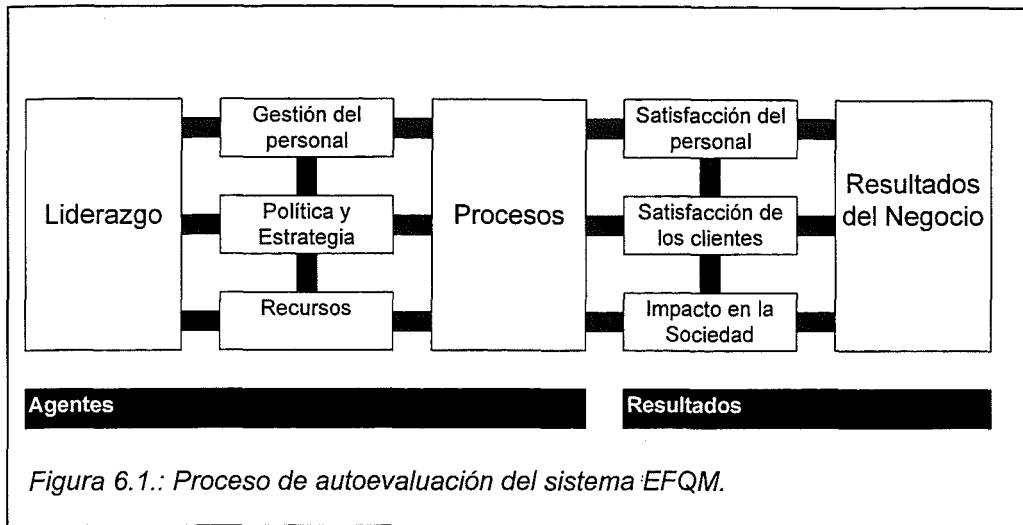 Liderazgo
Gestión del
personal
Política y
Estrategia
Recursos
Procesos
Satisfacción del
personal
Satisfacción de
los clientes
Impacto en la
Sociedad
Resultados
del Negocio
Agentes
Resultados
Figura 6.1.: Proceso de autoevaluación del sistema EFQM.